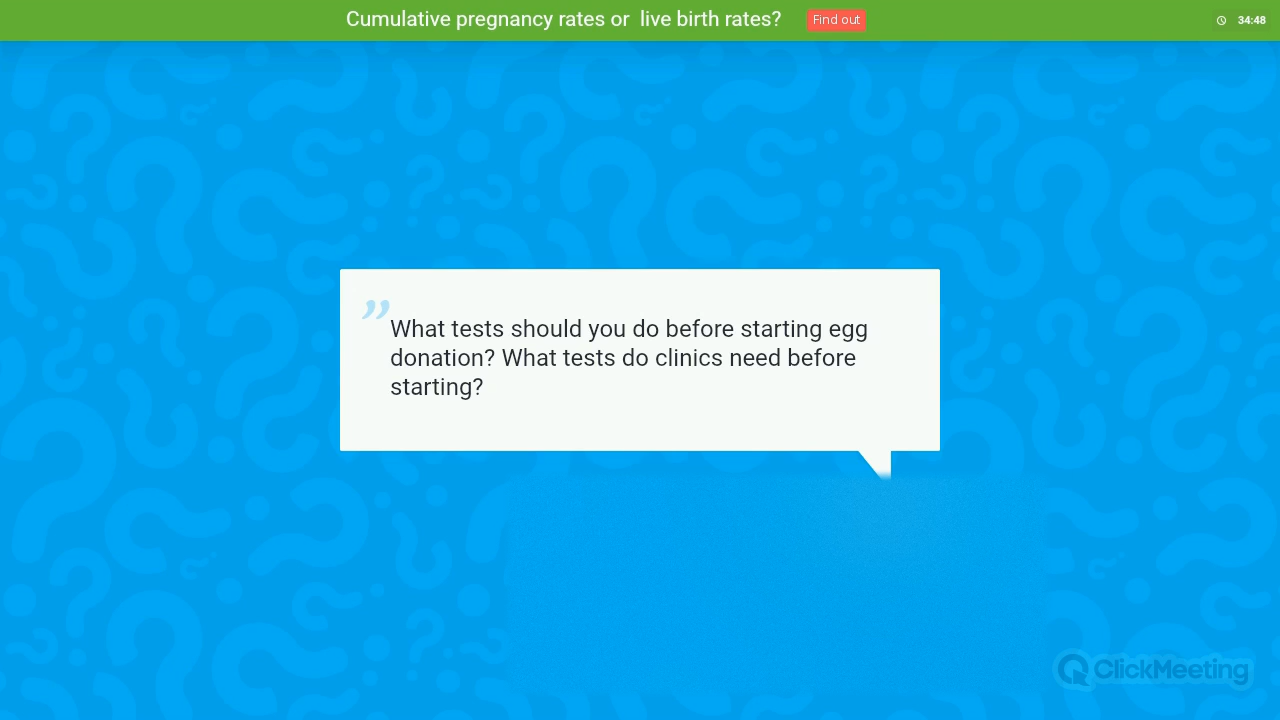 Cumulative pregnancy rates or  live birth rates?
Find out
34:48
”
What tests should you do before starting egg
donation? What tests do clinics need before
starting?
ClickMeeting